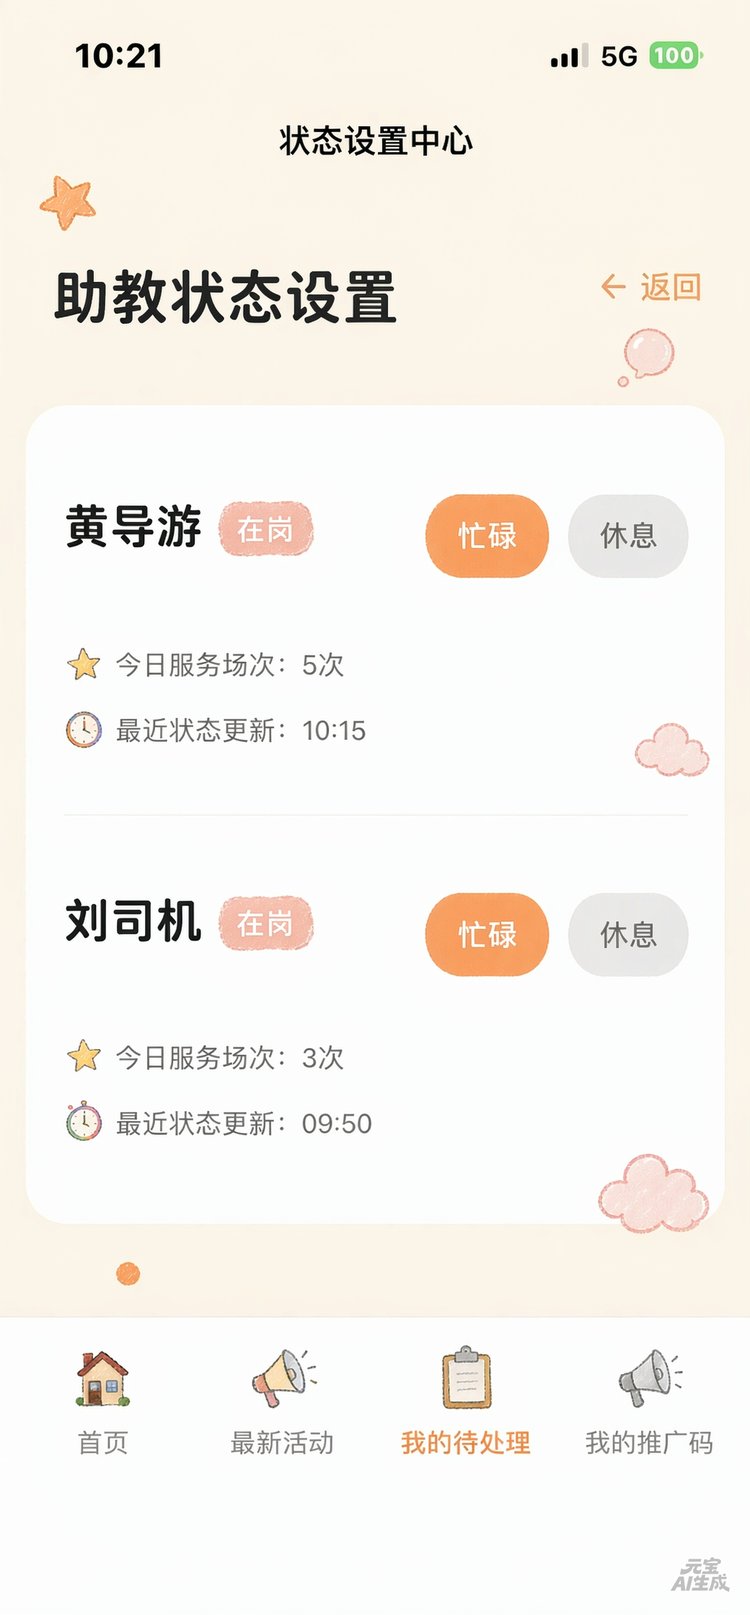 10:21 5G 100
状态设置中心
助教状态设置
← 返回
黄导游 在岗 忙碌 休息
今日服务场次：5次
最近状态更新：10:15
刘司机 在岗 忙碌 休息
今日服务场次：3次
最近状态更新：09:50
首页 最新活动 我的待处理 我的推广码
元宝
AI生成